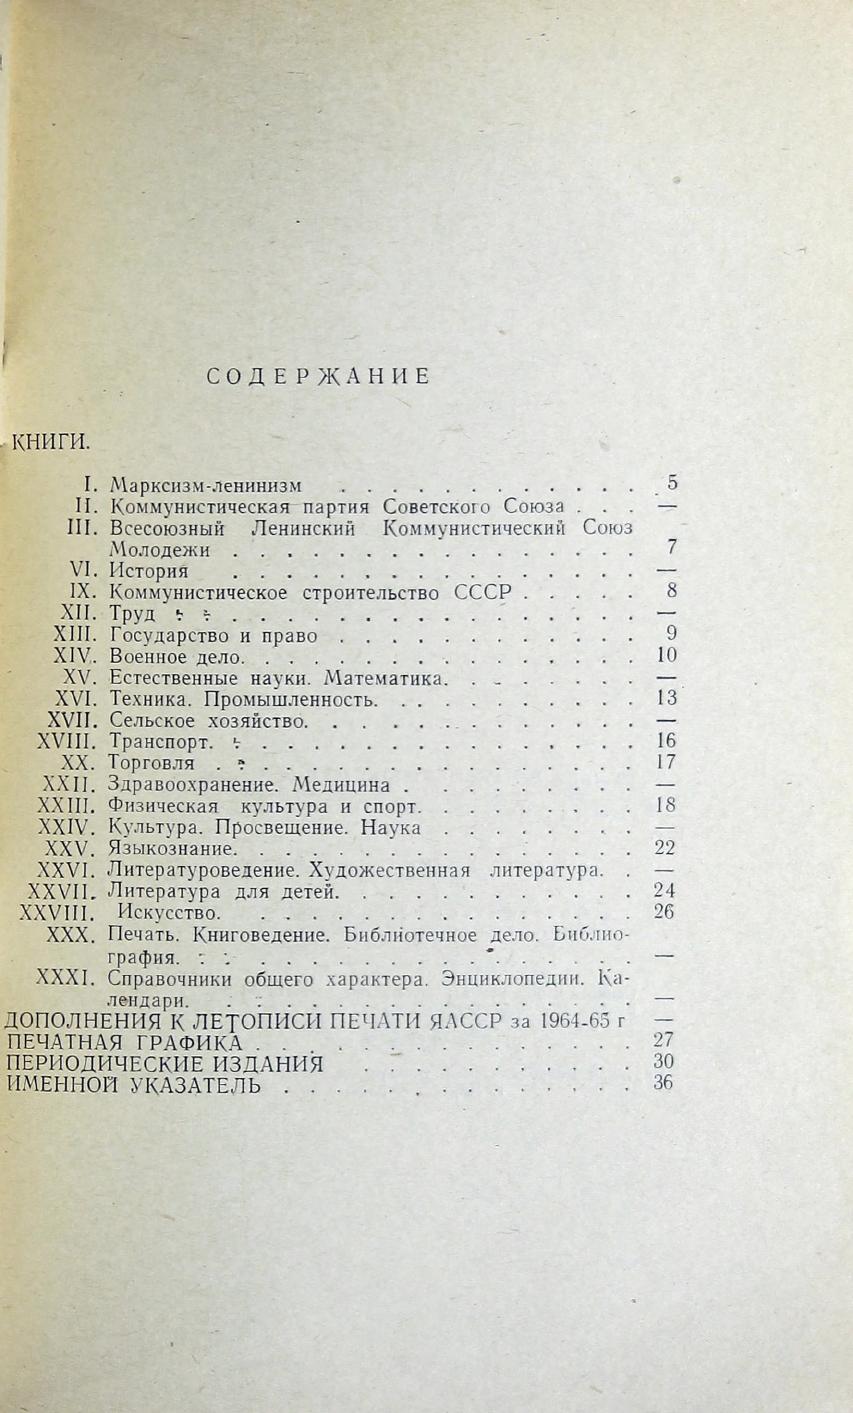 СОДЕРЖАНИЕ
КНИГИ.
I. Марксизм-ленинизм . . . . . . . . . . . . 5
II. Коммунистическая партия Советского Союза . . . —
III. Всесоюзный Ленинский Коммунистический Союз
Молодежи . . . . . . . . . . . . . . . . 7
VI. История . . . . . . . . . . . . . . . . —
IX. Коммунистическое строительство СССР . . . . . 8
XII. Труд . . . . . . . . . . . . . . . . . . —
XIII. Государство и право . . . . . . . . . . . . 9
XIV. Военное дело. . . . . . . . . . . . . . . . 10
XV. Естественные науки. Математика. . . . . . . . —
XVI. Техника. Промышленность. . . . . . . . . . . 13
XVII. Сельское хозяйство. . . . . . . . . . . . . —
XVIII. Транспорт. . . . . . . . . . . . . . . . . 16
XX. Торговля . . . . . . . . . . . . . . . . . 17
XXII. Здравоохранение. Медицина . . . . . . . . . —
XXIII. Физическая культура и спорт. . . . . . . . . 18
XXIV. Культура. Просвещение. Наука . . . . . . . . —
XXV. Языкознание. . . . . . . . . . . . . . . . 22
XXVI. Литературоведение. Художественная литература. . —
XXVII. Литература для детей. . . . . . . . . . . . 24
XXVIII. Искусство. . . . . . . . . . . . . . . . 26
XXX. Печать. Книговедение. Библиотечное дело. Библио-
графия. . . . . . . . . . . . . . . . . . —
XXXI. Справочники общего характера. Энциклопедии. Ка-
лендари. . . . . . . . . . . . . . . . . . —
ДОПОЛНЕНИЯ К ЛЕТОПИСИ ПЕЧАТИ ЯАССР за 1964-65 г —
ПЕЧАТНАЯ ГРАФИКА . . . . . . . . . . . . . . . 27
ПЕРИОДИЧЕСКИЕ ИЗДАНИЯ . . . . . . . . . . . 30
ИМЕННОЙ УКАЗАТЕЛЬ . . . . . . . . . . . . . . 36